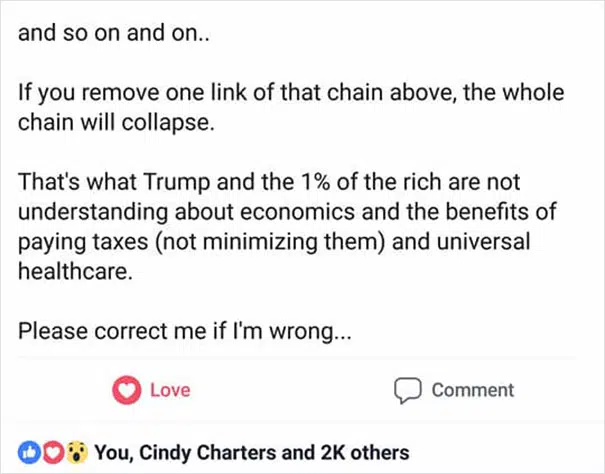 and so on and on..
If you remove one link of that chain above, the whole
chain will collapse.
That's what Trump and the 1% of the rich are not
understanding about economics and the benefits of
paying taxes (not minimizing them) and universal
healthcare.
Please correct me if I'm wrong...
Love
Comment
You, Cindy Charters and 2K others